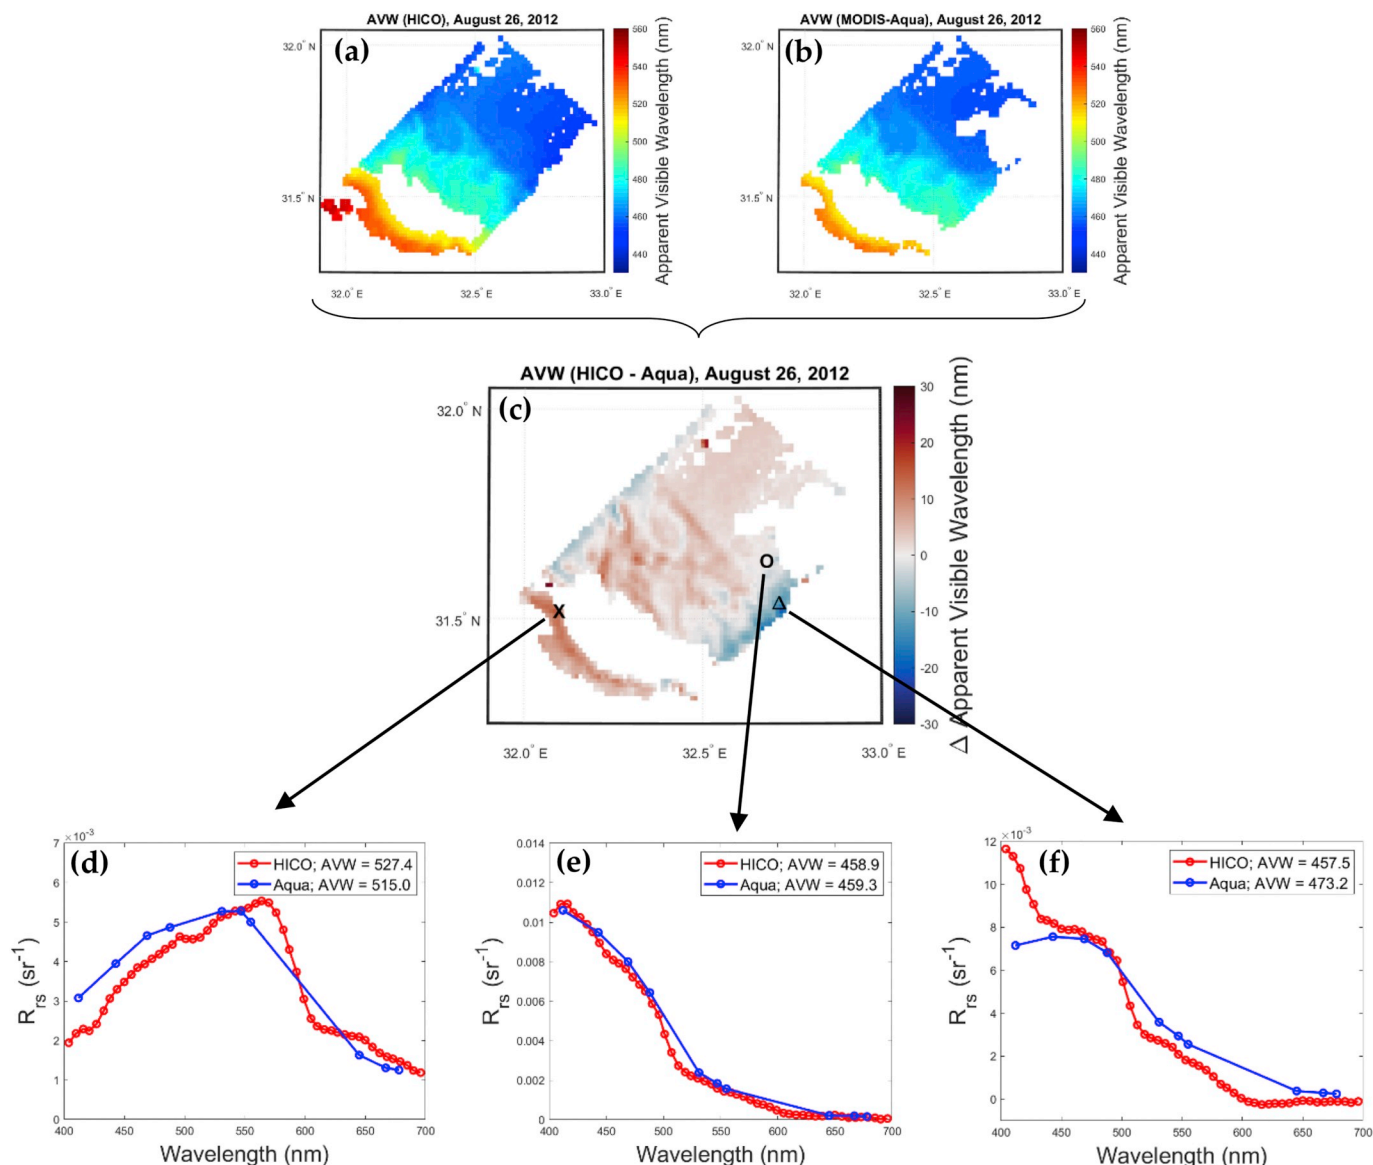 AVW (HICO), August 26, 2012
(a)
32.0° N
31.5° N
32.0° E
32.5° E
33.0° E
560
540
520
500
480
460
440
Apparent Visible Wavelength (nm)
AVW (MODIS-Aqua), August 26, 2012
(b)
32.0° N
31.5° N
32.0° E
32.5° E
33.0° E
560
540
520
500
480
460
440
Apparent Visible Wavelength (nm)
AVW (HICO - Aqua), August 26, 2012
(c)
32.0° N
31.5° N
32.0° E
32.5° E
33.0° E
X
O
Δ
30
20
10
0
-10
-20
-30
Δ Apparent Visible Wavelength (nm)
(d)
×10⁻³
7
6
5
4
3
2
1
0
HICO; AVW = 527.4
Aqua; AVW = 515.0
Rrs (sr⁻¹)
400
450
500
550
600
650
700
Wavelength (nm)
(e)
0.014
0.012
0.01
0.008
0.006
0.004
0.002
0
HICO; AVW = 458.9
Aqua; AVW = 459.3
Rrs (sr⁻¹)
400
450
500
550
600
650
700
Wavelength (nm)
(f)
×10⁻³
12
10
8
6
4
2
0
HICO; AVW = 457.5
Aqua; AVW = 473.2
Rrs (sr⁻¹)
400
450
500
550
600
650
700
Wavelength (nm)